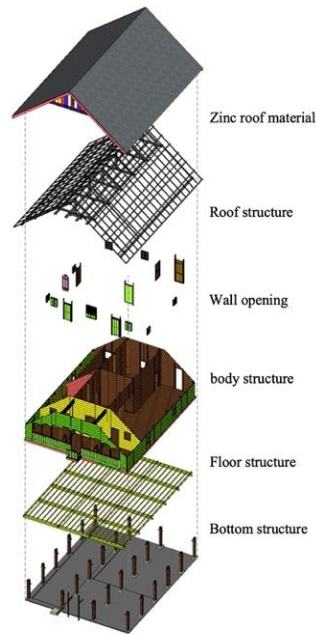 Zinc roof material
Roof structure
Wall opening
body structure
Floor structure
Bottom structure